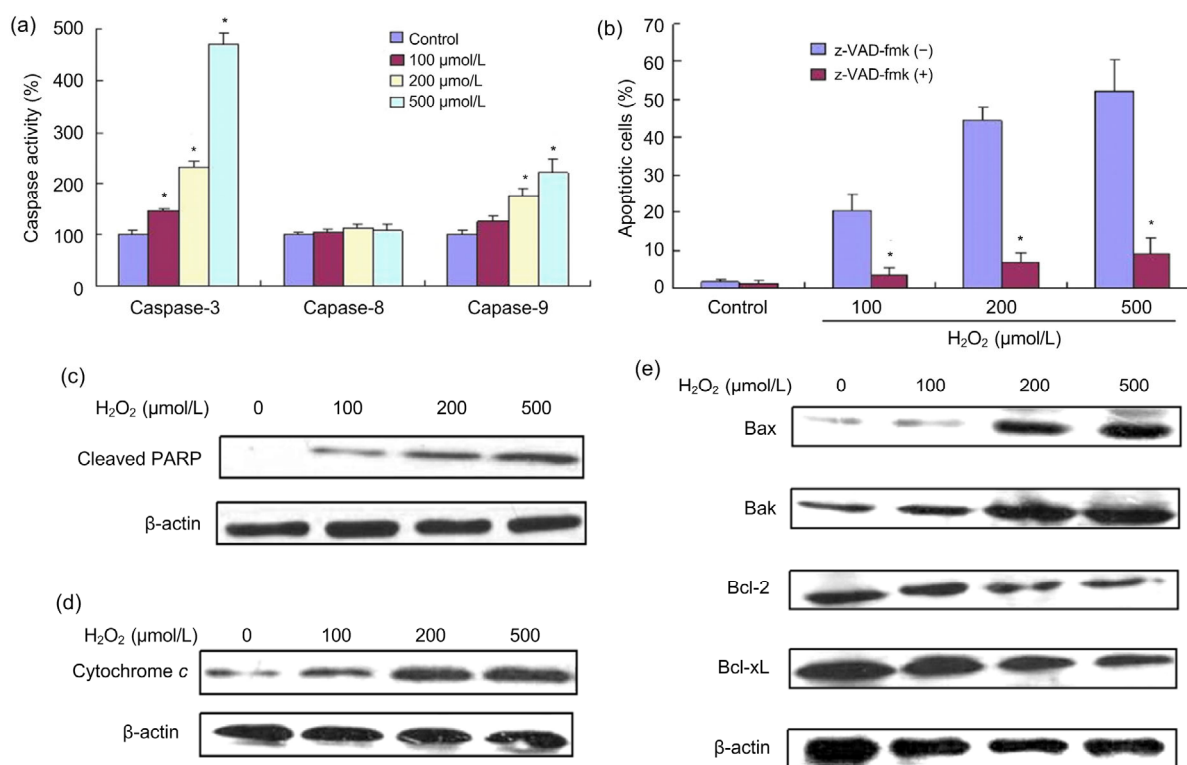 (a)
Caspase activity (%)
500
400
300
200
100
0
*
*
*
*
*
Control
100 µmol/L
200 µmo/L
500 µmol/L
Caspase-3
Capase-8
Capase-9
(b)
Apoptiotic cells (%)
70
60
50
40
30
20
10
0
z-VAD-fmk (−)
z-VAD-fmk (+)
*
*
*
Control
100
200
500
H₂O₂ (µmol/L)
(c)
H₂O₂ (µmol/L) 0 100 200 500
Cleaved PARP
β-actin
(d)
H₂O₂ (µmol/L) 0 100 200 500
Cytochrome c
β-actin
(e)
H₂O₂ (µmol/L) 0 100 200 500
Bax
Bak
Bcl-2
Bcl-xL
β-actin